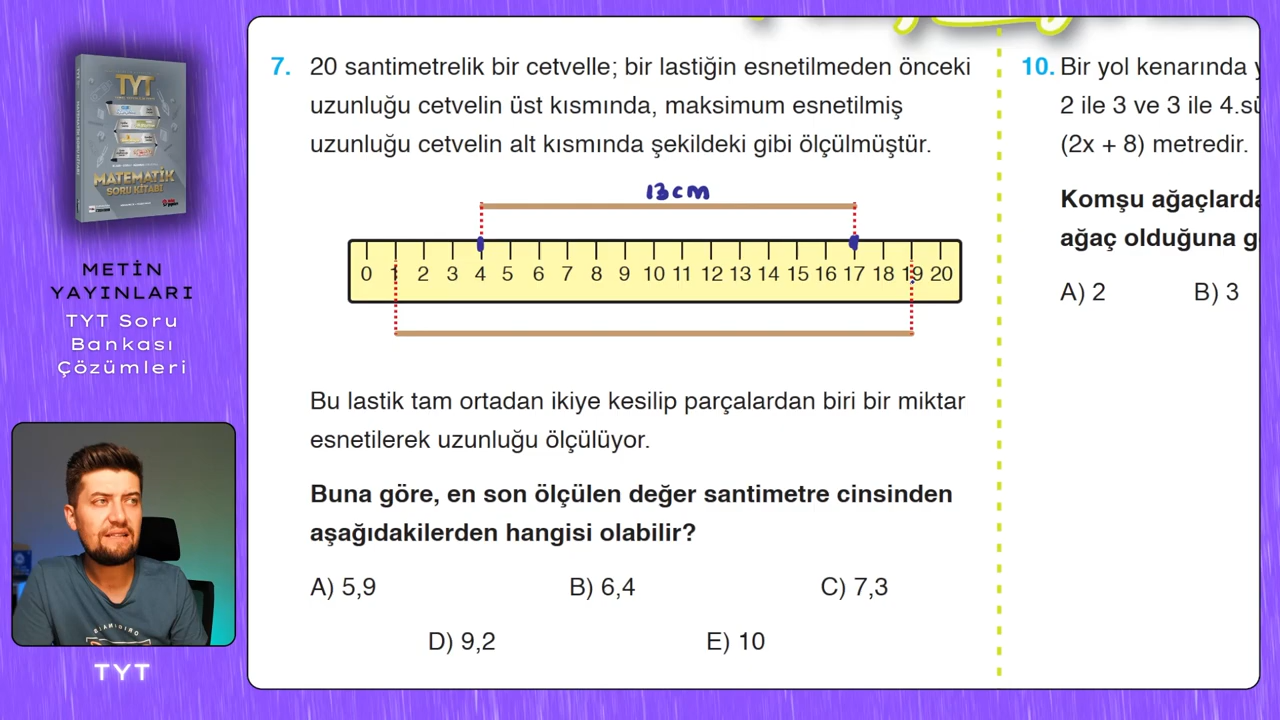 TYT
MATEMATİK
SORU KİTABI
METİN
YAYINLARI
TYT Soru
Bankası
Çözümleri
TYT
7. 20 santimetrelik bir cetvelle; bir lastiğin esnetilmeden önceki
uzunluğu cetvelin üst kısmında, maksimum esnetilmiş
uzunluğu cetvelin alt kısmında şekildeki gibi ölçülmüştür.
13cm
0 1 2 3 4 5 6 7 8 9 10 11 12 13 14 15 16 17 18 19 20
Bu lastik tam ortadan ikiye kesilip parçalardan biri bir miktar
esnetilerek uzunluğu ölçülüyor.
Buna göre, en son ölçülen değer santimetre cinsinden
aşağıdakilerden hangisi olabilir?
A) 5,9 B) 6,4 C) 7,3
D) 9,2 E) 10
10. Bir yol kenarında
2 ile 3 ve 3 ile 4.sü
(2x + 8) metredir.
Komşu ağaçlarda
ağaç olduğuna g
A) 2 B) 3